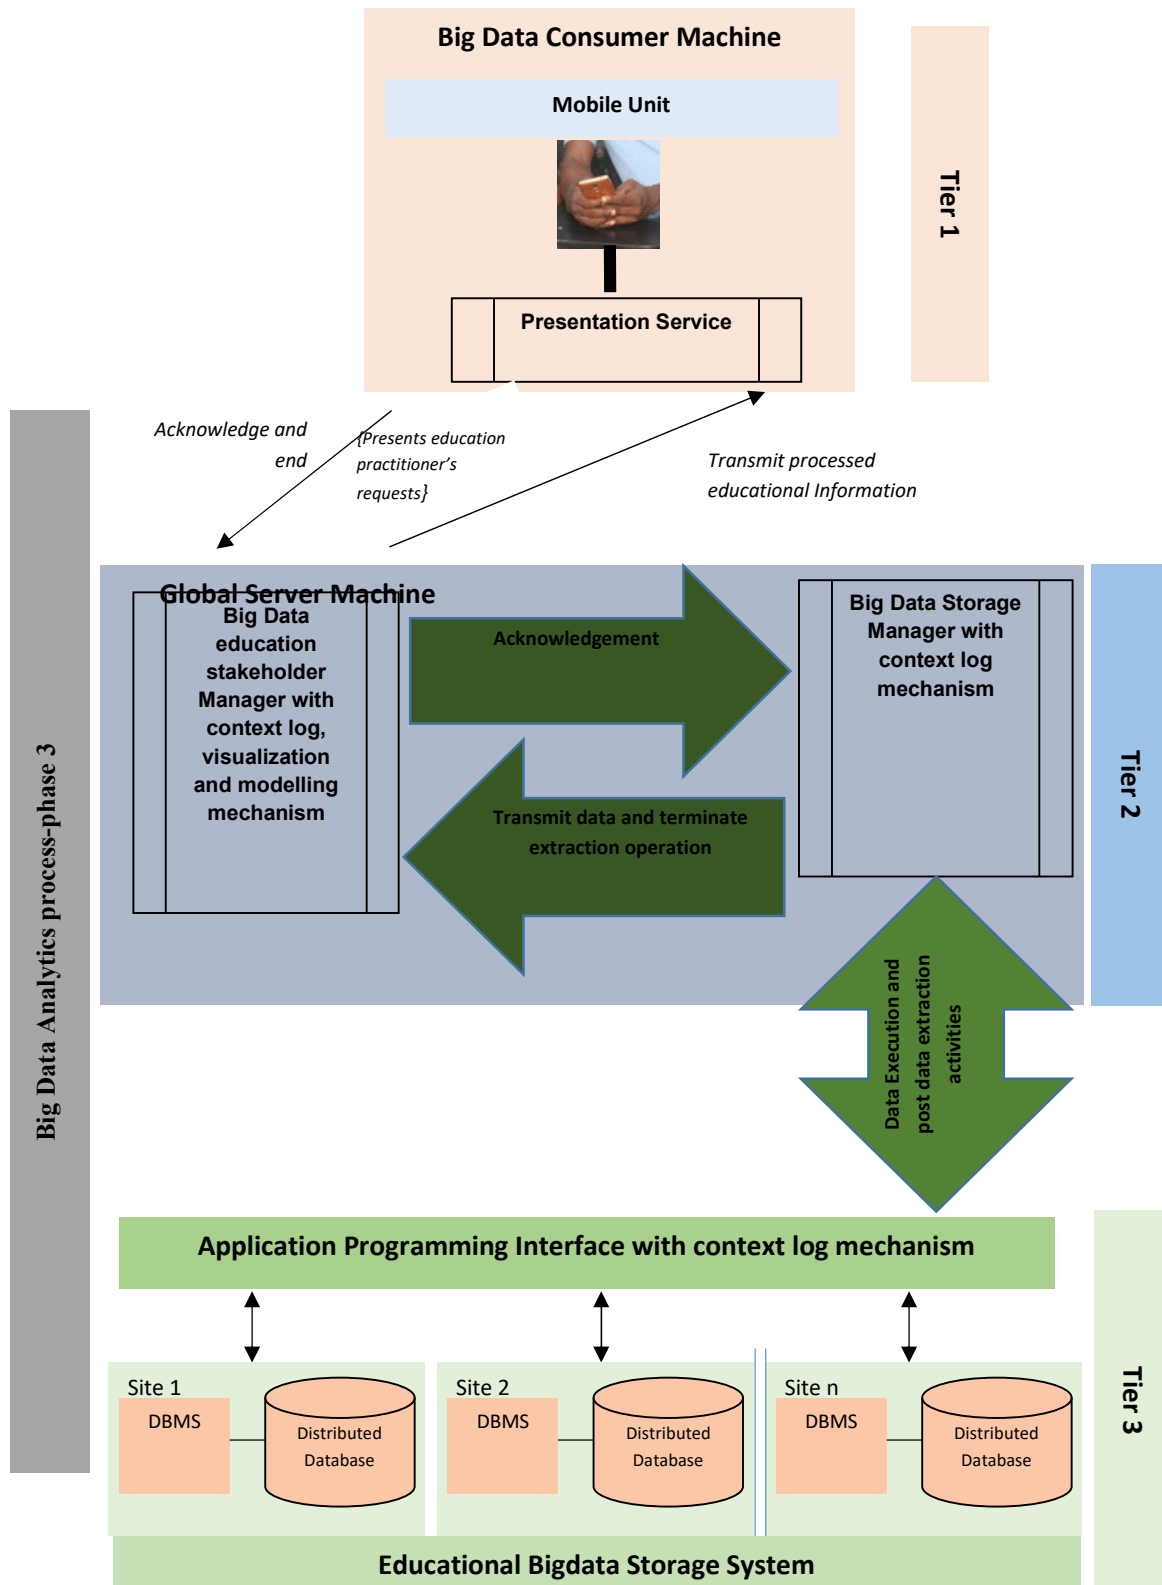 Big Data Consumer Machine
Mobile Unit
Tier 1
Presentation Service
Acknowledge and
end
{Presents education
practitioner’s
requests}
Transmit processed
educational Information
Big Data Analytics process-phase 3
Global Server Machine
Big Data
education
stakeholder
Manager with
context log,
visualization
and modelling
mechanism
Acknowledgement
Transmit data and terminate
extraction operation
Big Data Storage
Manager with
context log
mechanism
Tier 2
Data Execution and
post data extraction
activities
Application Programming Interface with context log mechanism
Site 1
DBMS
Distributed
Database
Site 2
DBMS
Distributed
Database
Site n
DBMS
Distributed
Database
Tier 3
Educational Bigdata Storage System